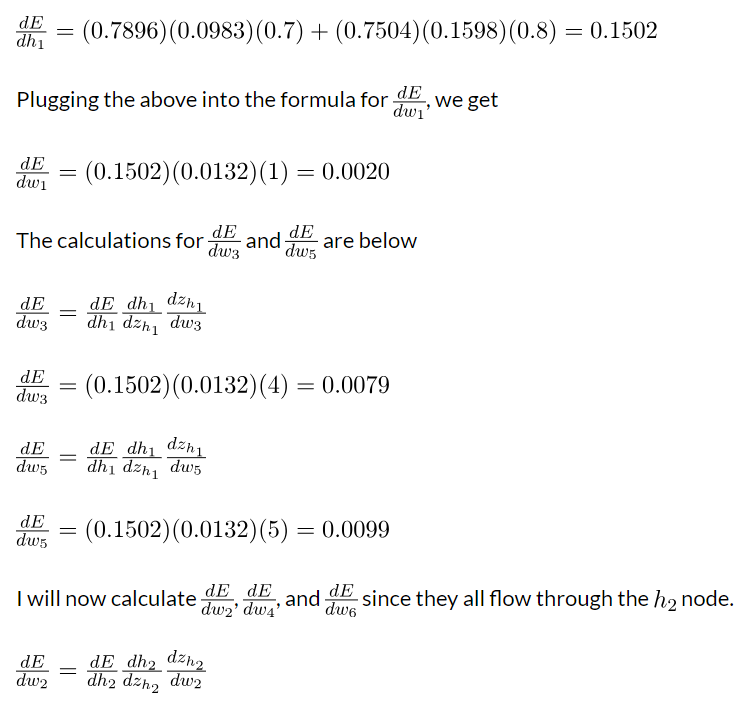 $\frac{dE}{dh_1} = (0.7896)(0.0983)(0.7) + (0.7504)(0.1598)(0.8) = 0.1502$
Plugging the above into the formula for $\frac{dE}{dw_1}$, we get
$\frac{dE}{dw_1} = (0.1502)(0.0132)(1) = 0.0020$
The calculations for $\frac{dE}{dw_3}$ and $\frac{dE}{dw_5}$ are below
$\frac{dE}{dw_3} = \frac{dE}{dh_1} \frac{dh_1}{dz_{h_1}} \frac{dz_{h_1}}{dw_3}$
$\frac{dE}{dw_3} = (0.1502)(0.0132)(4) = 0.0079$
$\frac{dE}{dw_5} = \frac{dE}{dh_1} \frac{dh_1}{dz_{h_1}} \frac{dz_{h_1}}{dw_5}$
$\frac{dE}{dw_5} = (0.1502)(0.0132)(5) = 0.0099$
I will now calculate $\frac{dE}{dw_2}$, $\frac{dE}{dw_4}$, and $\frac{dE}{dw_6}$ since they all flow through the $h_2$ node.
$\frac{dE}{dw_2} = \frac{dE}{dh_2} \frac{dh_2}{dz_{h_2}} \frac{dz_{h_2}}{dw_2}$